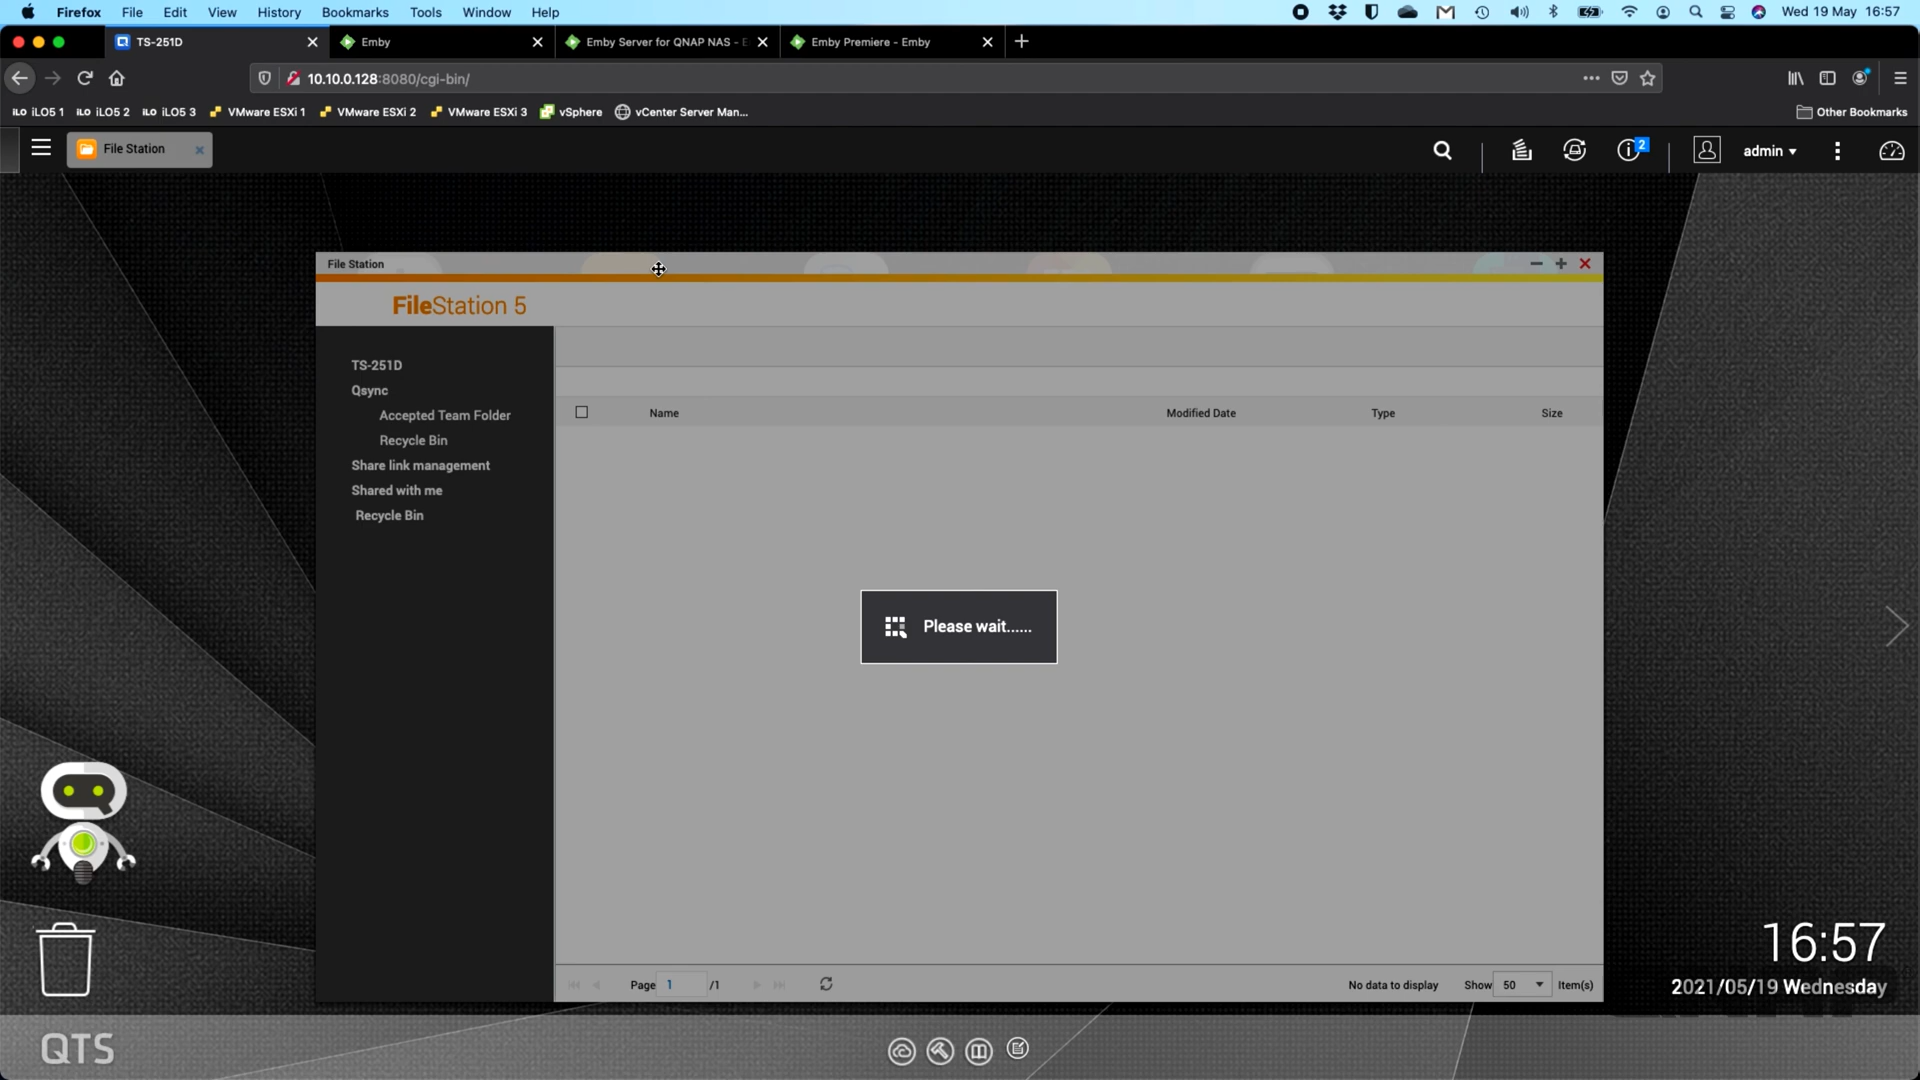 Firefox File Edit View History Bookmarks Tools Window Help Wed 19 May 16:57
TS-251D Emby Emby Server for QNAP NAS - E Emby Premiere - Emby
10.10.0.128:8080/cgi-bin/
iLO iLO5 1 iLO iLO5 2 iLO iLO5 3 VMware ESXi 1 VMware ESXi 2 VMware ESXi 3 vSphere vCenter Server Man... Other Bookmarks
File Station 2 admin
File Station
FileStation 5
TS-251D
Qsync
Accepted Team Folder
Recycle Bin
Share link management
Shared with me
Recycle Bin
Name Modified Date Type Size
Please wait......
Page 1 /1 No data to display Show 50 Item(s)
16:57
2021/05/19 Wednesday
QTS